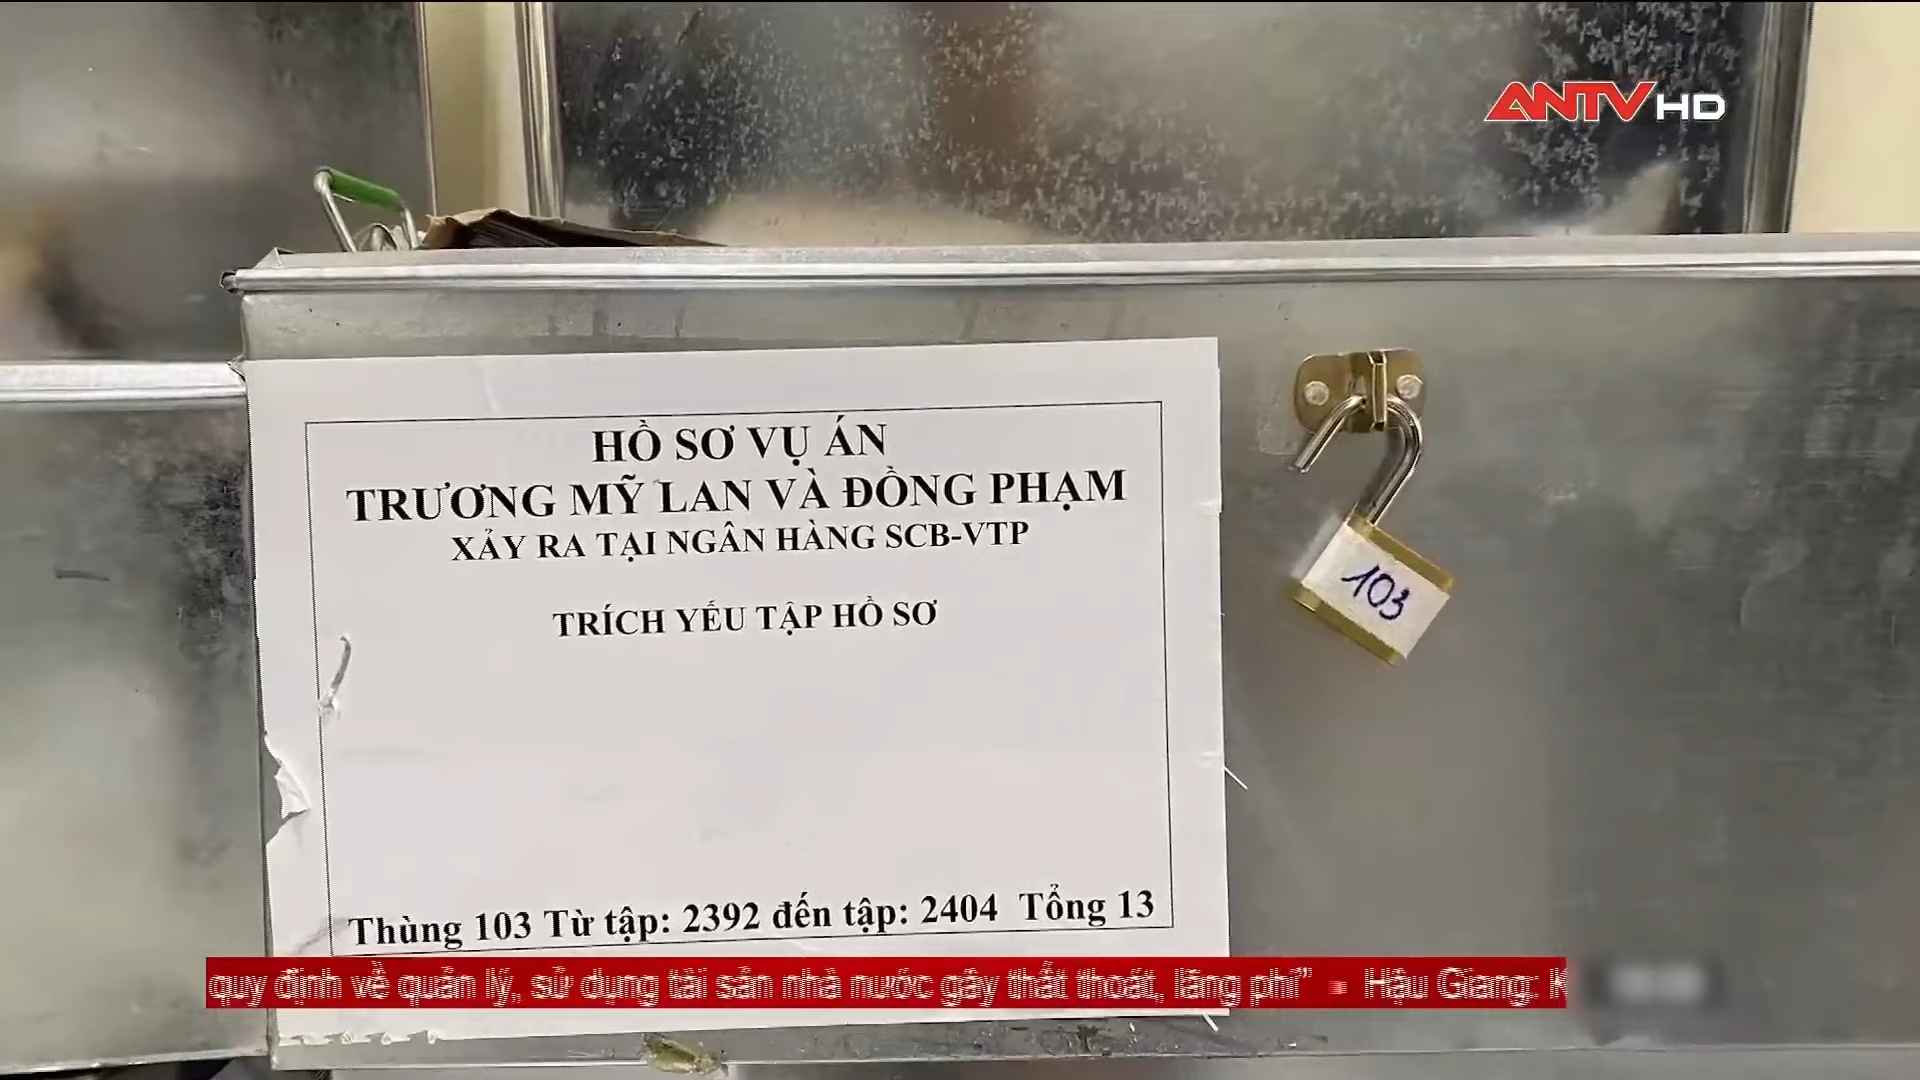 ANTV HD
HỒ SƠ VỤ ÁN
TRƯƠNG MỸ LAN VÀ ĐỒNG PHẠM
XẢY RA TẠI NGÂN HÀNG SCB-VTP
TRÍCH YẾU TẬP HỒ SƠ
103
Thùng 103 Từ tập: 2392 đến tập: 2404 Tổng 13
quy định về quản lý, sử dụng tài sản nhà nước gây thất thoát, lãng phí” ▪ Hậu Giang: K